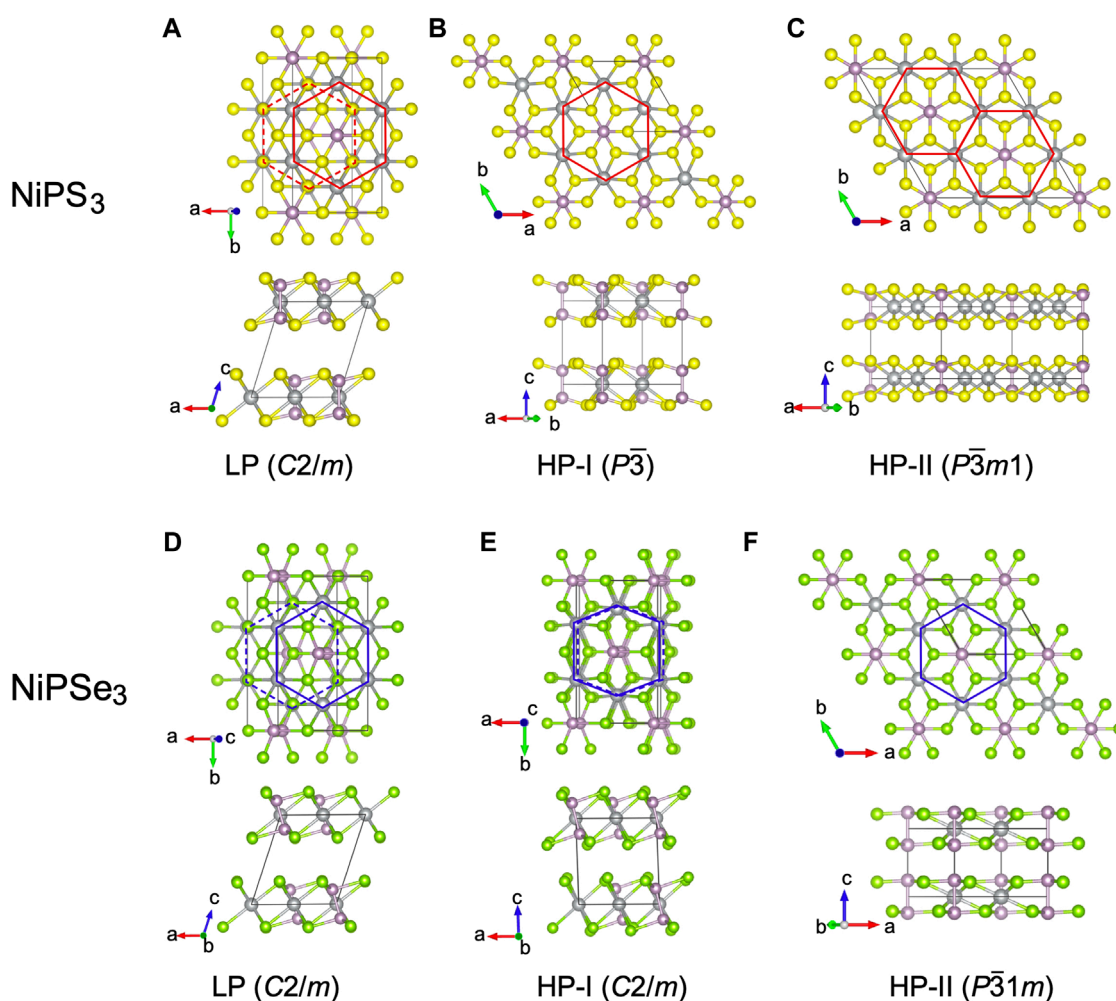 A
B
C
NiPS₃
a
b
b
a
b
a
c
a
c
a
b
c
a
b
LP (C2/m)
HP-I (P3̅)
HP-II (P3̅m1)
D
E
F
NiPSe₃
a
c
b
a
c
b
b
a
c
a
b
c
a
b
c
b
a
LP (C2/m)
HP-I (C2/m)
HP-II (P3̅1m)